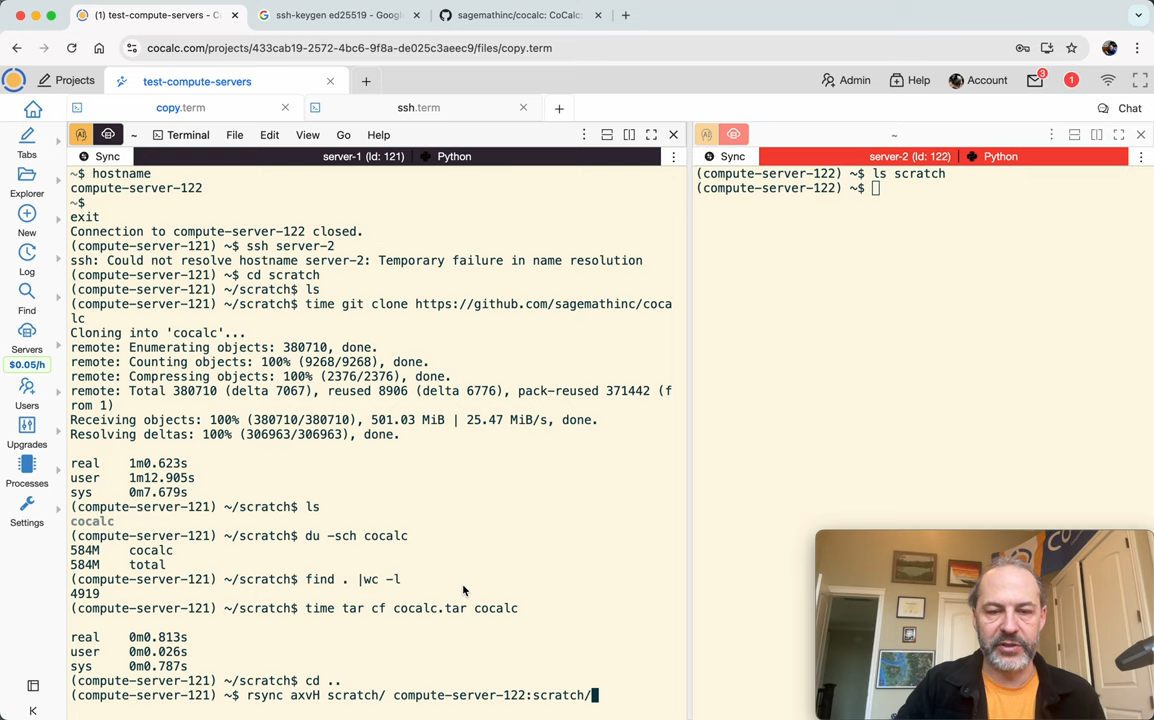 (1) test-compute-servers - C
ssh-keygen ed25519 - Goog
sagemathinc/cocalc: CoCalc
cocalc.com/projects/433cab19-2572-4bc6-9f8a-de025c3aeec9/files/copy.term
Projects
test-compute-servers
Admin
Help
Account
3
1
copy.term
ssh.term
Chat
Tabs
Explorer
New
Log
Find
Servers
$0.05/h
Users
Upgrades
Processes
Settings
AI
~
Terminal
File
Edit
View
Go
Help
Sync
server-1 (Id: 121)
Python
~$ hostname
compute-server-122
~$
exit
Connection to compute-server-122 closed.
(compute-server-121) ~$ ssh server-2
ssh: Could not resolve hostname server-2: Temporary failure in name resolution
(compute-server-121) ~$ cd scratch
(compute-server-121) ~/scratch$ ls
(compute-server-121) ~/scratch$ time git clone https://github.com/sagemathinc/coca
lc
Cloning into 'cocalc'...
remote: Enumerating objects: 380710, done.
remote: Counting objects: 100% (9268/9268), done.
remote: Compressing objects: 100% (2376/2376), done.
remote: Total 380710 (delta 7067), reused 8906 (delta 6776), pack-reused 371442 (f
rom 1)
Receiving objects: 100% (380710/380710), 501.03 MiB | 25.47 MiB/s, done.
Resolving deltas: 100% (306963/306963), done.
real 1m0.623s
user 1m12.905s
sys 0m7.679s
(compute-server-121) ~/scratch$ ls
cocalc
(compute-server-121) ~/scratch$ du -sch cocalc
584M cocalc
584M total
(compute-server-121) ~/scratch$ find . |wc -l
4919
(compute-server-121) ~/scratch$ time tar cf cocalc.tar cocalc
real 0m0.813s
user 0m0.026s
sys 0m0.787s
(compute-server-121) ~/scratch$ cd ..
(compute-server-121) ~$ rsync axvH scratch/ compute-server-122:scratch/
AI
~
Sync
server-2 (Id: 122)
Python
(compute-server-122) ~$ ls scratch
(compute-server-122) ~$